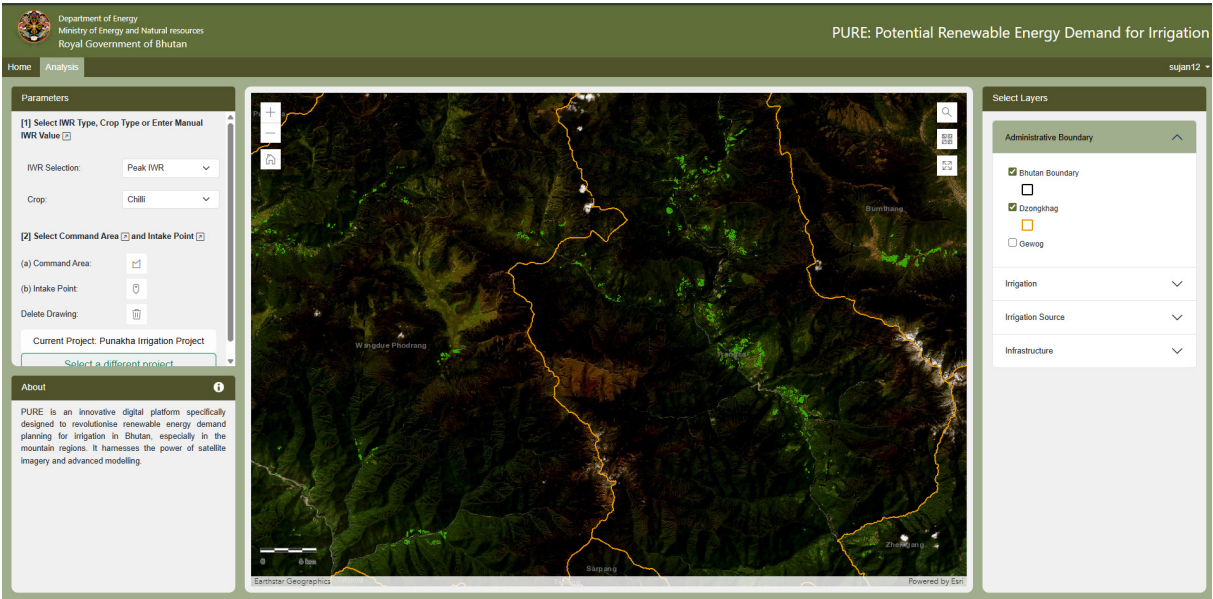 Department of Energy
Ministry of Energy and Natural resources
Royal Government of Bhutan
PURE: Potential Renewable Energy Demand for Irrigation
Home
Analysis
sujan12
Parameters
[1] Select IWR Type, Crop Type or Enter Manual
IWR Value
IWR Selection:
Peak IWR
Crop:
Chilli
[2] Select Command Area and Intake Point
(a) Command Area:
(b) Intake Point:
Delete Drawing:
Current Project: Punakha Irrigation Project
Select a different project
About
PURE is an innovative digital platform specifically
designed to revolutionise renewable energy demand
planning for irrigation in Bhutan, especially in the
mountain regions. It harnesses the power of satellite
imagery and advanced modelling.
Bumthang
Wangdue Phodrang
Trongsa
Zhemgang
Sarpang
0
6 km
Earthstar Geographics
Powered by Esri
Select Layers
Administrative Boundary
Bhutan Boundary
Dzongkhag
Gewog
Irrigation
Irrigation Source
Infrastructure